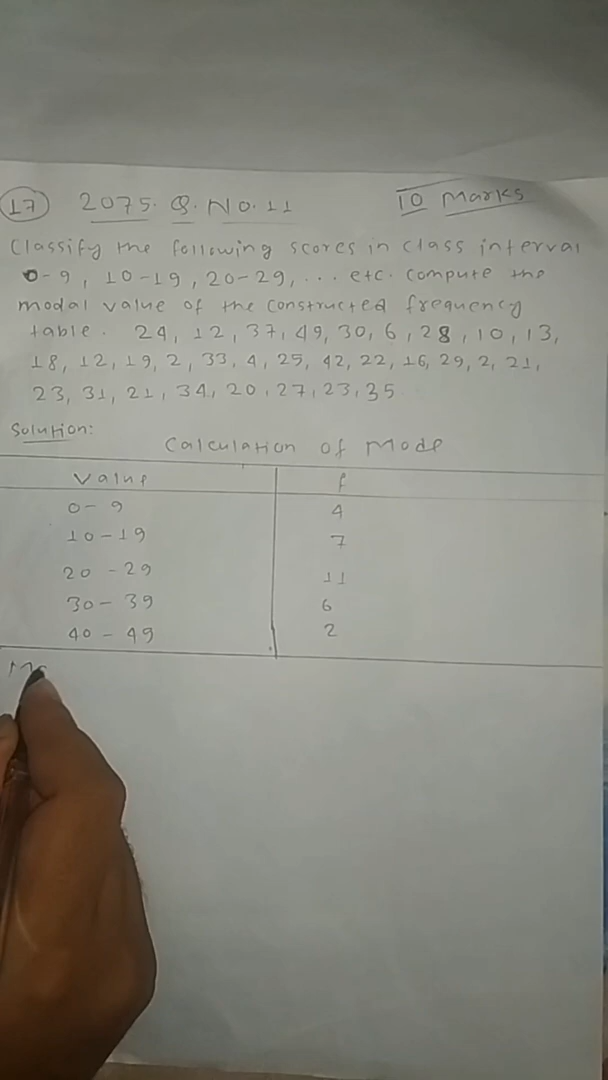 17 2075. Q. No. 11 10 Marks
Classify the following scores in class interval
0-9, 10-19, 20-29, ... etc. compute the
modal value of the constructed frequency
table. 24, 12, 37, 49, 30, 6, 28, 10, 13,
18, 12, 19, 2, 33, 4, 25, 42, 22, 16, 29, 2, 21,
23, 31, 21, 34, 20, 27, 23, 35
Solution:
Calculation of Mode
Value f
0-9 4
10-19 7
20-29 11
30-39 6
40-49 2